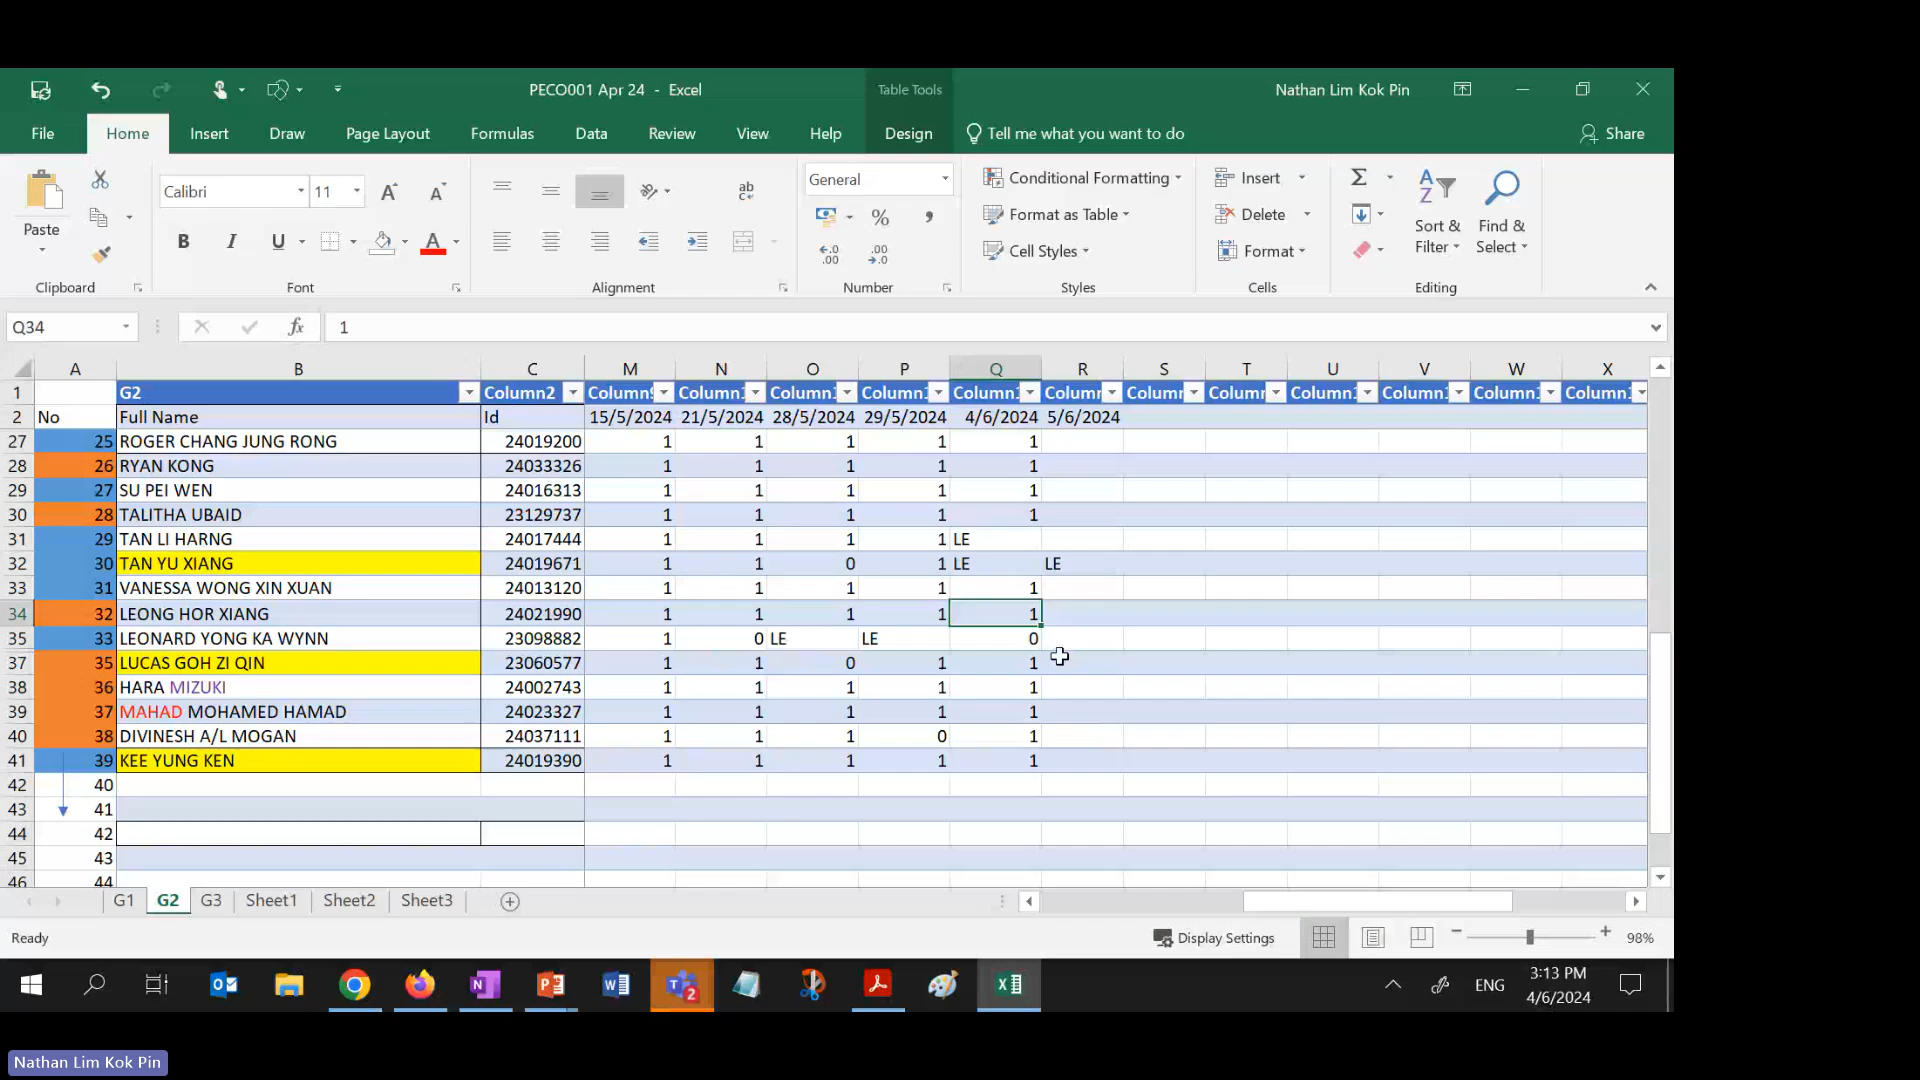 PECO001 Apr 24 - Excel
Table Tools
Nathan Lim Kok Pin
File Home Insert Draw Page Layout Formulas Data Review View Help Design Tell me what you want to do Share
Paste
Calibri 11
General
Conditional Formatting
Format as Table
Cell Styles
Insert
Delete
Format
Sort & Filter
Find & Select
Clipboard Font Alignment Number Styles Cells Editing
Q34 fx 1
A B C M N O P Q R S T U V W X
1 G2 Column2 Column9 Column1 Column1 Column1 Column1 Column Column1 Column1 Column1 Column1 Column1 Column1
2 No Full Name Id 15/5/2024 21/5/2024 28/5/2024 29/5/2024 4/6/2024 5/6/2024
27 25 ROGER CHANG JUNG RONG 24019200 1 1 1 1 1
28 26 RYAN KONG 24033326 1 1 1 1 1
29 27 SU PEI WEN 24016313 1 1 1 1 1
30 28 TALITHA UBAID 23129737 1 1 1 1 1
31 29 TAN LI HARNG 24017444 1 1 1 1 LE
32 30 TAN YU XIANG 24019671 1 1 0 1 LE LE
33 31 VANESSA WONG XIN XUAN 24013120 1 1 1 1 1
34 32 LEONG HOR XIANG 24021990 1 1 1 1 1
35 33 LEONARD YONG KA WYNN 23098882 1 0 LE LE 0
37 35 LUCAS GOH ZI QIN 23060577 1 1 0 1 1
38 36 HARA MIZUKI 24002743 1 1 1 1 1
39 37 MAHAD MOHAMED HAMAD 24023327 1 1 1 1 1
40 38 DIVINESH A/L MOGAN 24037111 1 1 1 0 1
41 39 KEE YUNG KEN 24019390 1 1 1 1 1
42 40
43 41
44 42
45 43
46 44
G1 G2 G3 Sheet1 Sheet2 Sheet3
Ready Display Settings 98%
ENG 3:13 PM
4/6/2024
Nathan Lim Kok Pin